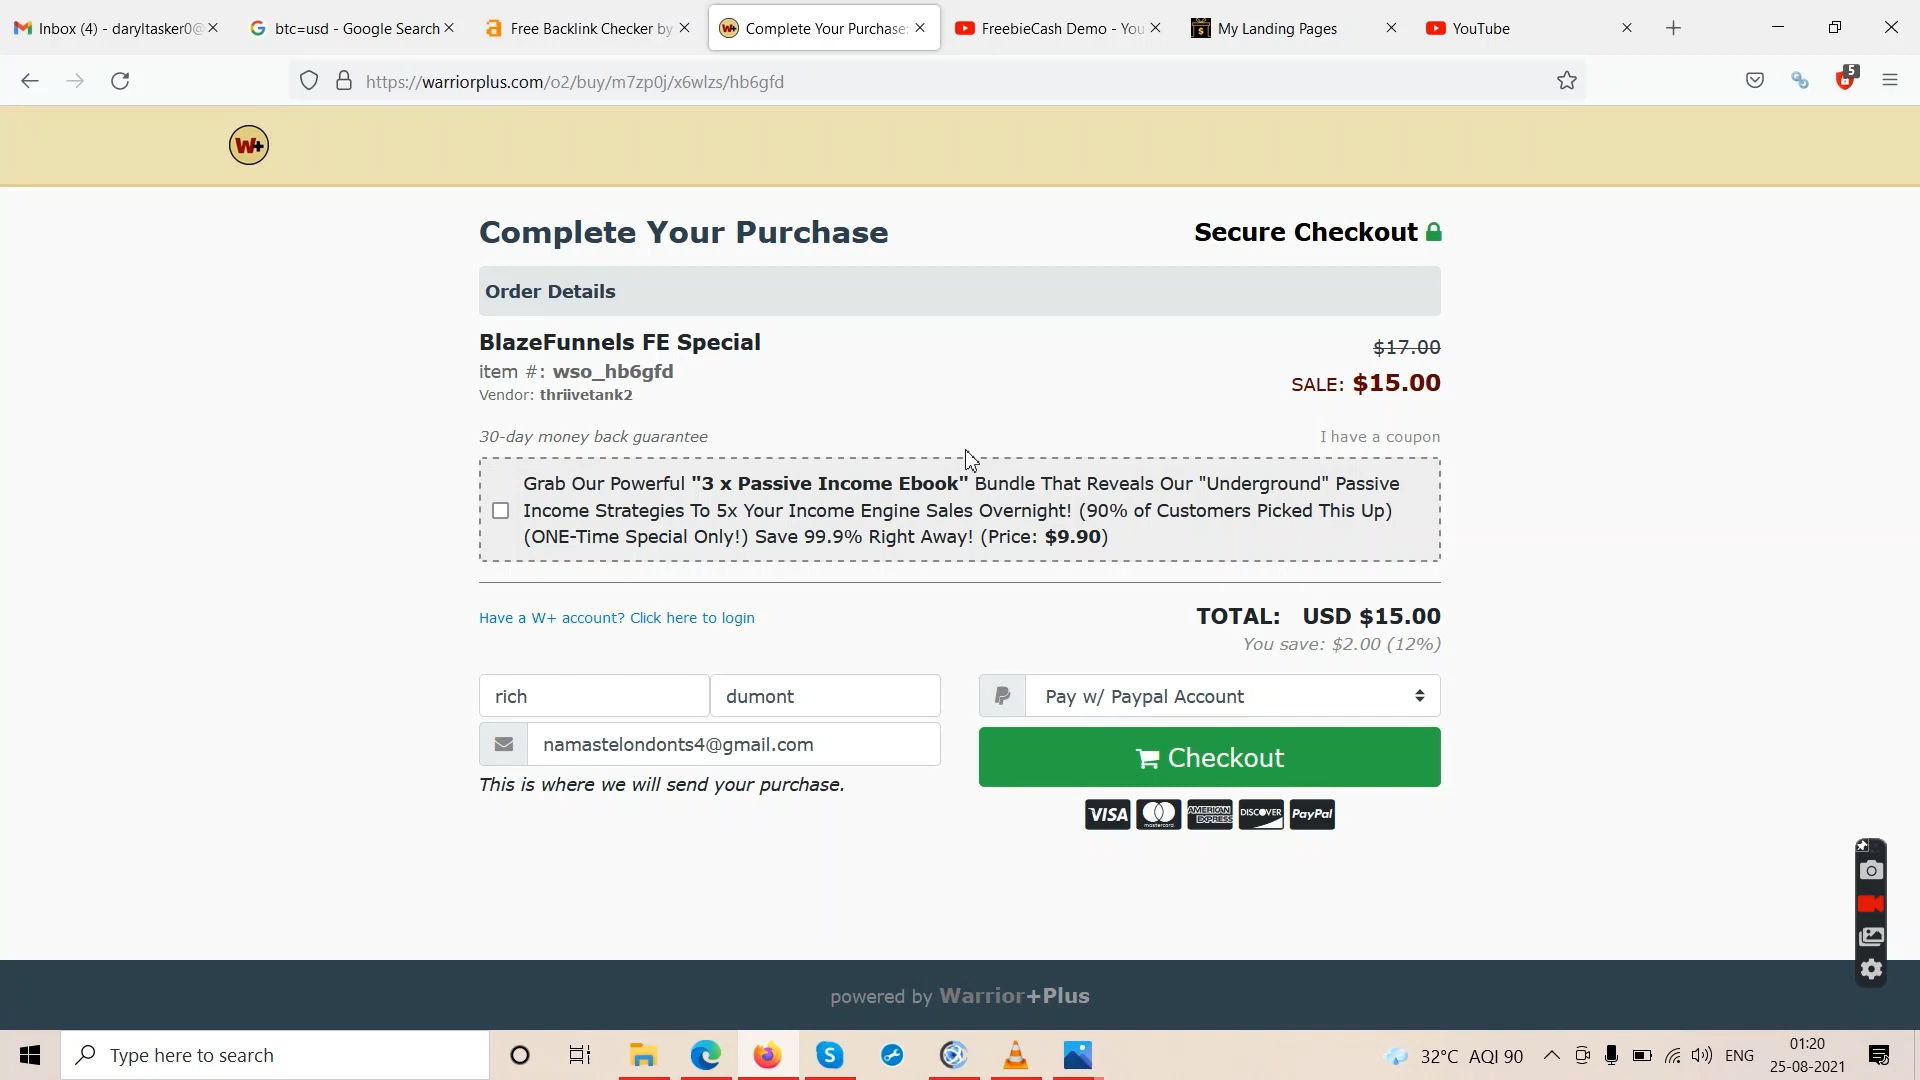 Inbox (4) - daryltasker0@
btc=usd - Google Search
Free Backlink Checker by
Complete Your Purchase:
FreebieCash Demo - You
My Landing Pages
YouTube
https://warriorplus.com/o2/buy/m7zp0j/x6wlzs/hb6gfd
5
W+
Complete Your Purchase
Secure Checkout
Order Details
BlazeFunnels FE Special
$17.00
item #: wso_hb6gfd
SALE: $15.00
Vendor: thriivetank2
30-day money back guarantee
I have a coupon
Grab Our Powerful "3 x Passive Income Ebook" Bundle That Reveals Our "Underground" Passive
Income Strategies To 5x Your Income Engine Sales Overnight! (90% of Customers Picked This Up)
(ONE-Time Special Only!) Save 99.9% Right Away! (Price: $9.90)
Have a W+ account? Click here to login
TOTAL: USD $15.00
You save: $2.00 (12%)
rich
dumont
Pay w/ Paypal Account
namastelondonts4@gmail.com
Checkout
This is where we will send your purchase.
VISA
mastercard
AMERICAN EXPRESS
DISCOVER
PayPal
powered by Warrior+Plus
Type here to search
32°C AQI 90
ENG
01:20
25-08-2021